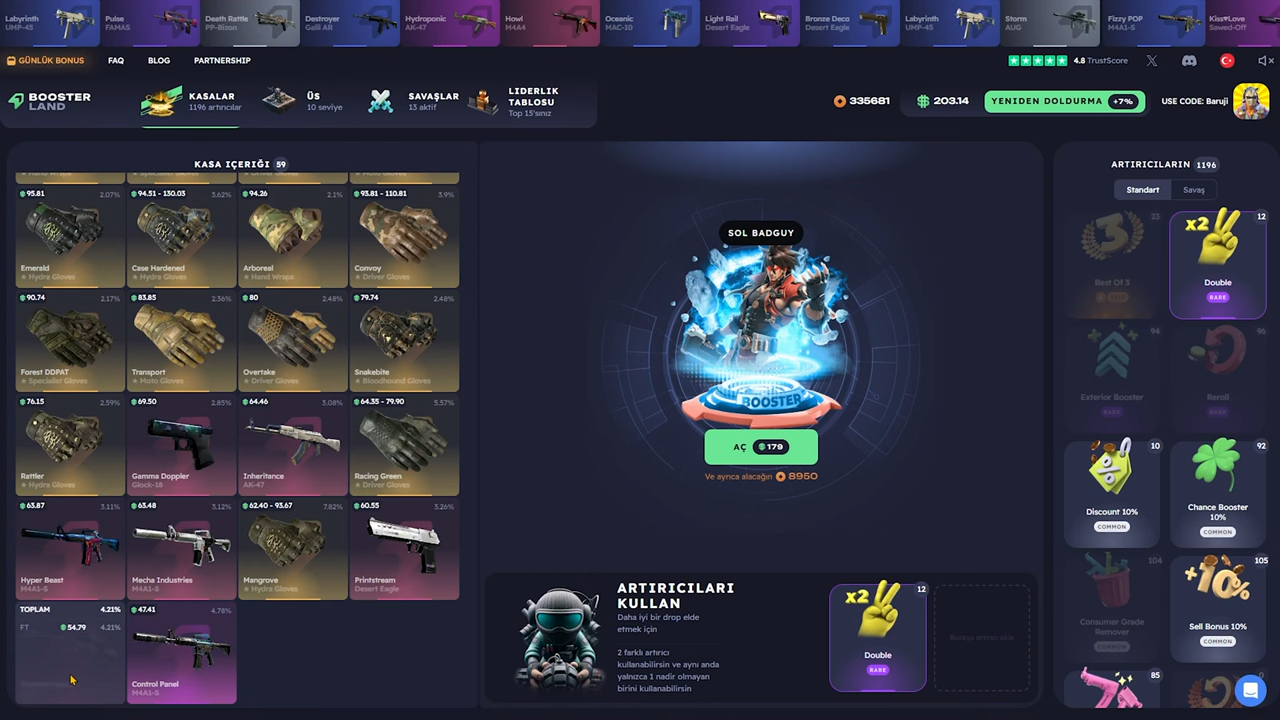 Labyrinth
UMP-45
Pulse
FAMAS
Death Rattle
PP-Bizon
Destroyer
Galil AR
Hydroponic
AK-47
Howl
M4A4
Oceanic
MAC-10
Light Rail
Desert Eagle
Bronze Deco
Desert Eagle
Labyrinth
UMP-45
Storm
AUG
Fizzy POP
M4A1-S
Kiss♥Love
Sawed-Off
GÜNLÜK BONUS
FAQ
BLOG
PARTNERSHIP
4.8 TrustScore
BOOSTER
LAND
KASALAR
1196 artırıcılar
ÜS
10 seviye
SAVAŞLAR
13 aktif
LIDERLIK
TABLOSU
Top 15'sınız
335681
203.14
YENIDEN DOLDURMA +7%
USE CODE: Baruji
KASA IÇERIĞI 59
95.81 2.07%
Emerald
★ Hydra Gloves
94.51 - 130.03 3.62%
Case Hardened
★ Hydra Gloves
94.26 2.1%
Arboreal
★ Hand Wraps
93.81 - 110.81 3.9%
Convoy
★ Driver Gloves
90.74 2.17%
Forest DDPAT
★ Specialist Gloves
83.85 2.36%
Transport
★ Moto Gloves
80 2.48%
Overtake
★ Driver Gloves
79.74 2.48%
Snakebite
★ Bloodhound Gloves
76.15 2.59%
Rattler
★ Hydra Gloves
69.50 2.85%
Gamma Doppler
Glock-18
64.46 3.08%
Inheritance
AK-47
64.35 - 79.90 5.57%
Racing Green
★ Driver Gloves
63.87 3.11%
Hyper Beast
M4A1-S
63.48 3.12%
Mecha Industries
M4A1-S
62.40 - 93.67 7.82%
Mangrove
★ Hydra Gloves
60.55 3.26%
Printstream
Desert Eagle
TOPLAM 4.21%
FT 54.79 4.21%
47.41 4.78%
Control Panel
M4A1-S
SOL BADGUY
BOOSTER
AÇ 179
Ve ayrıca alacağın 8950
ARTIRICILARI
KULLAN
Daha iyi bir drop elde
etmek için
2 farklı artırıcı
kullanabilirsin ve aynı anda
yalnızca 1 nadir olmayan
birini kullanabilirsin
x2
12
Double
RARE
Buraya artırıcı ekle
ARTIRICILARIN 1196
Standart
Savaş
3
23
Best Of 3
x2
12
Double
RARE
94
Exterior Booster
RARE
96
Reroll
RARE
10
Discount 10%
COMMON
92
Chance Booster
10%
COMMON
104
Consumer Grade
Remover
COMMON
+10%
105
Sell Bonus 10%
COMMON
85